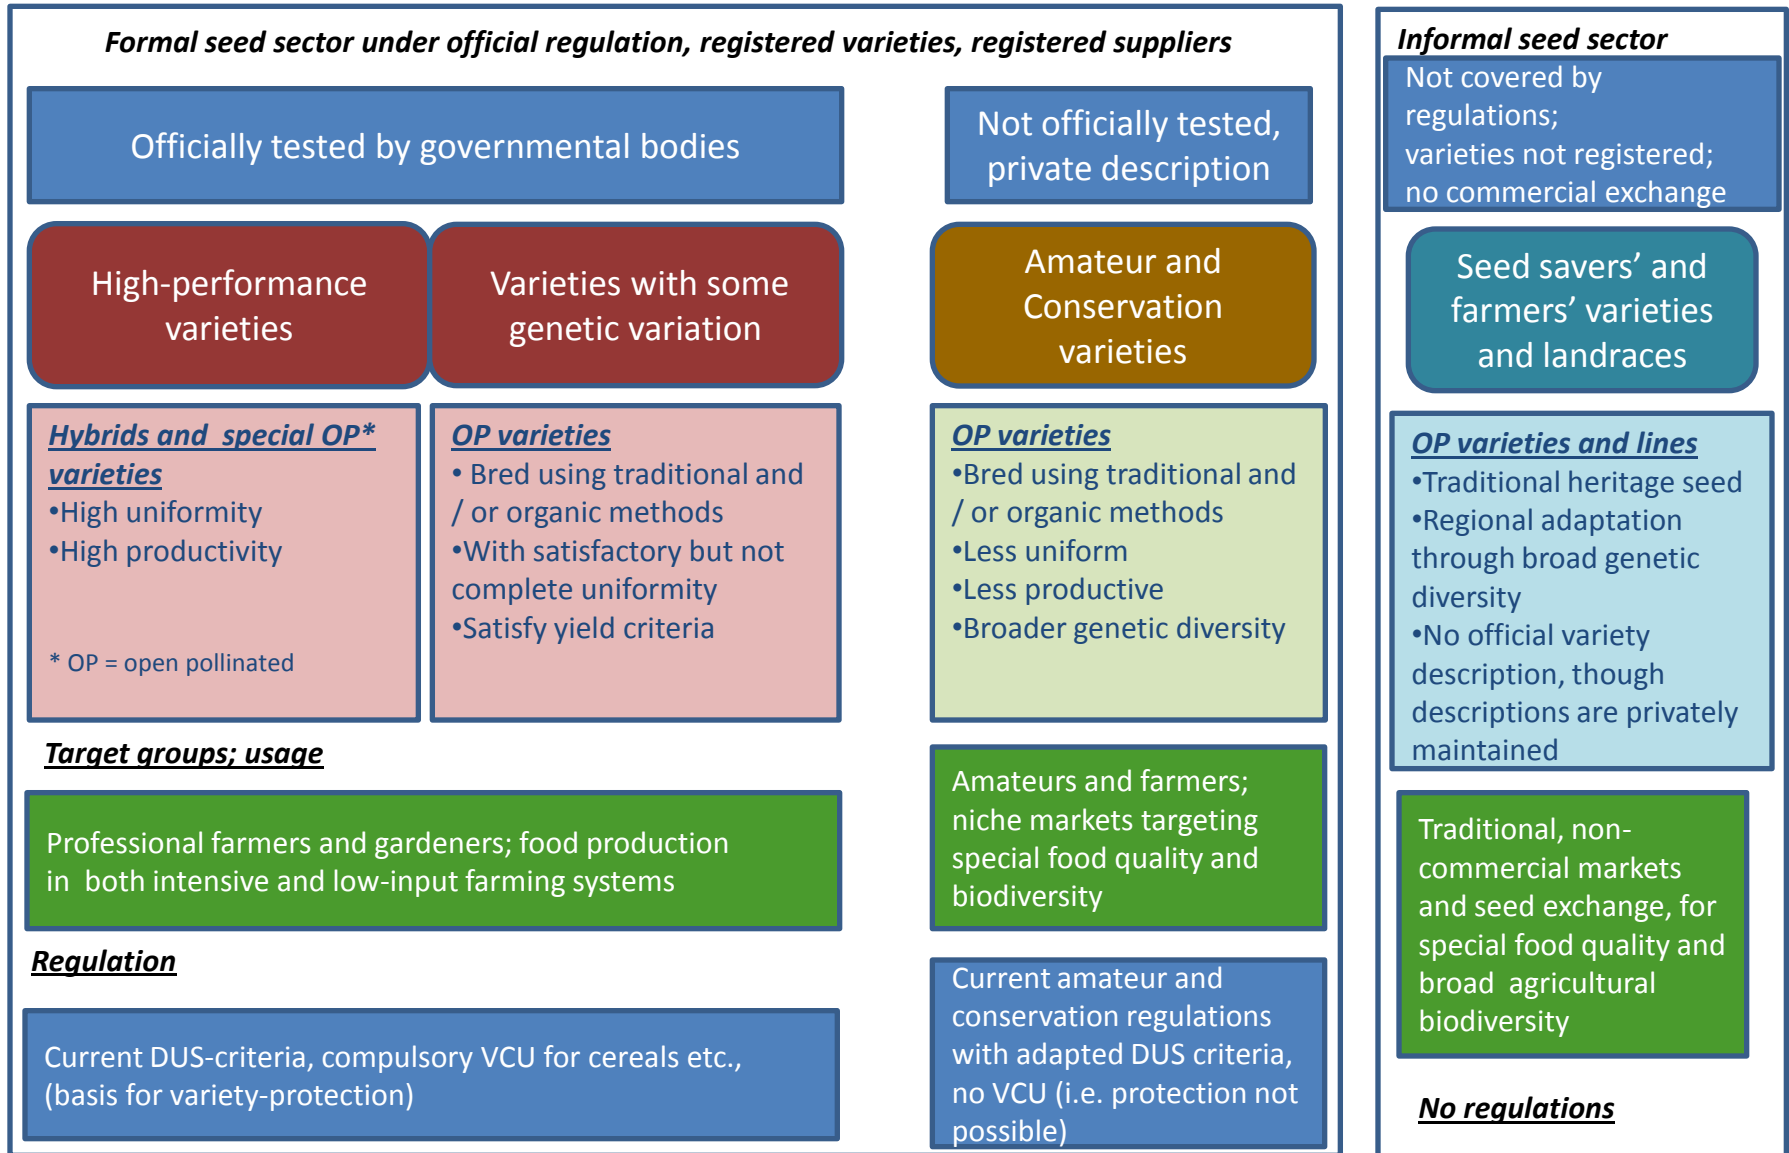 Formal seed sector under official regulation, registered varieties, registered suppliers
Officially tested by governmental bodies
Not officially tested,
private description
High-performance
varieties
Varieties with some
genetic variation
Amateur and
Conservation
varieties
Hybrids and special OP*
varieties
•High uniformity
•High productivity
* OP = open pollinated
OP varieties
• Bred using traditional and
/ or organic methods
•With satisfactory but not
complete uniformity
•Satisfy yield criteria
OP varieties
•Bred using traditional and
/ or organic methods
•Less uniform
•Less productive
•Broader genetic diversity
Target groups; usage
Professional farmers and gardeners; food production
in both intensive and low-input farming systems
Amateurs and farmers;
niche markets targeting
special food quality and
biodiversity
Regulation
Current DUS-criteria, compulsory VCU for cereals etc.,
(basis for variety-protection)
Current amateur and
conservation regulations
with adapted DUS criteria,
no VCU (i.e. protection not
possible)
Informal seed sector
Not covered by
regulations;
varieties not registered;
no commercial exchange
Seed savers’ and
farmers’ varieties
and landraces
OP varieties and lines
•Traditional heritage seed
•Regional adaptation
through broad genetic
diversity
•No official variety
description, though
descriptions are privately
maintained
Traditional, non-
commercial markets
and seed exchange, for
special food quality and
broad agricultural
biodiversity
No regulations